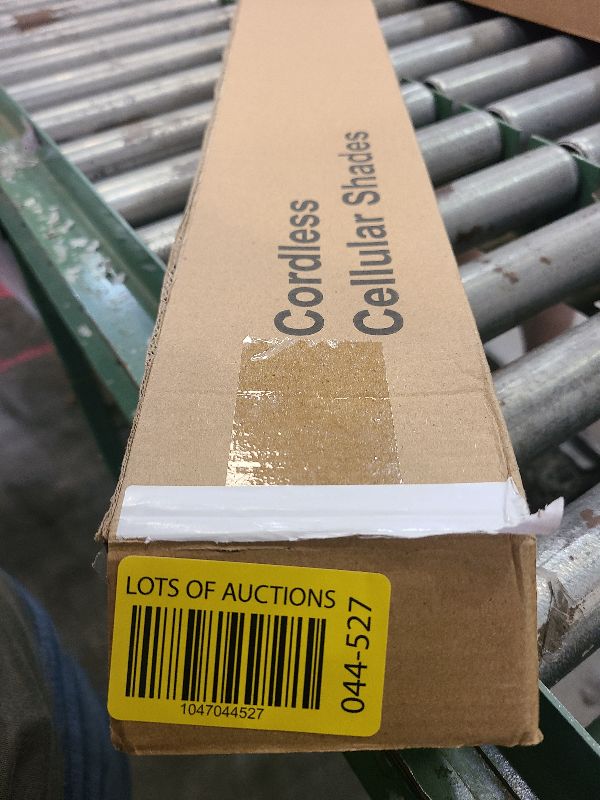 Cordless
Cellular Shades
LOTS OF AUCTIONS
1047044527
044-527